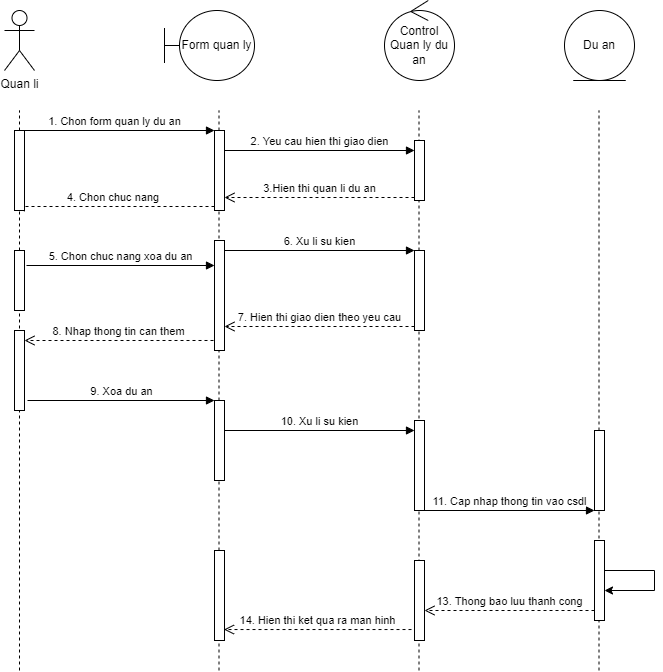 Quan li
Form quan ly
Control
Quan ly du
an
Du an
1. Chon form quan ly du an
2. Yeu cau hien thi giao dien
3.Hien thi quan li du an
4. Chon chuc nang
5. Chon chuc nang xoa du an
6. Xu li su kien
7. Hien thi giao dien theo yeu cau
8. Nhap thong tin can them
9. Xoa du an
10. Xu li su kien
11. Cap nhap thong tin vao csdl
13. Thong bao luu thanh cong
14. Hien thi ket qua ra man hinh